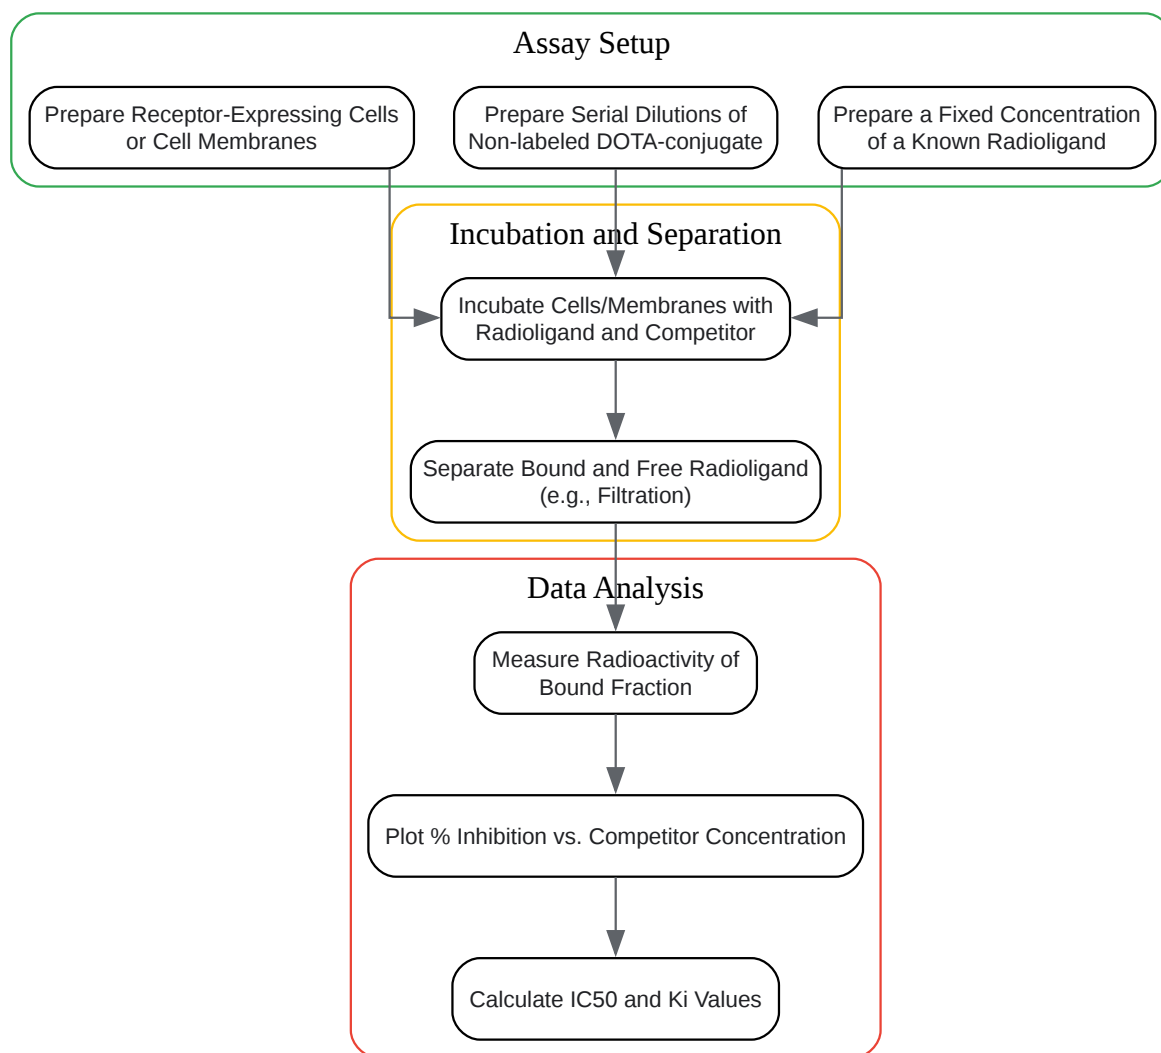 Assay Setup
Prepare Receptor-Expressing Cells
or Cell Membranes
Prepare Serial Dilutions of
Non-labeled DOTA-conjugate
Prepare a Fixed Concentration
of a Known Radioligand
Incubation and Separation
Incubate Cells/Membranes with
Radioligand and Competitor
Separate Bound and Free Radioligand
(e.g., Filtration)
Data Analysis
Measure Radioactivity of
Bound Fraction
Plot % Inhibition vs. Competitor Concentration
Calculate IC50 and Ki Values